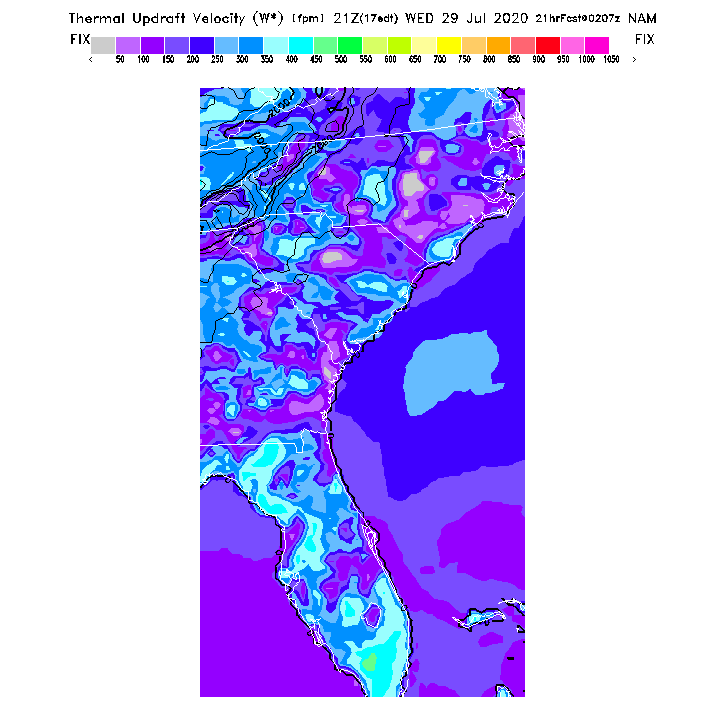 Thermal Updraft Velocity (W*) [fpm] 21Z(17edt) WED 29 Jul 2020 21hrFcst@0207z NAM
FIX FIX
< 50 100 150 200 250 300 350 400 450 500 550 600 650 700 750 800 850 900 950 1000 1050 >